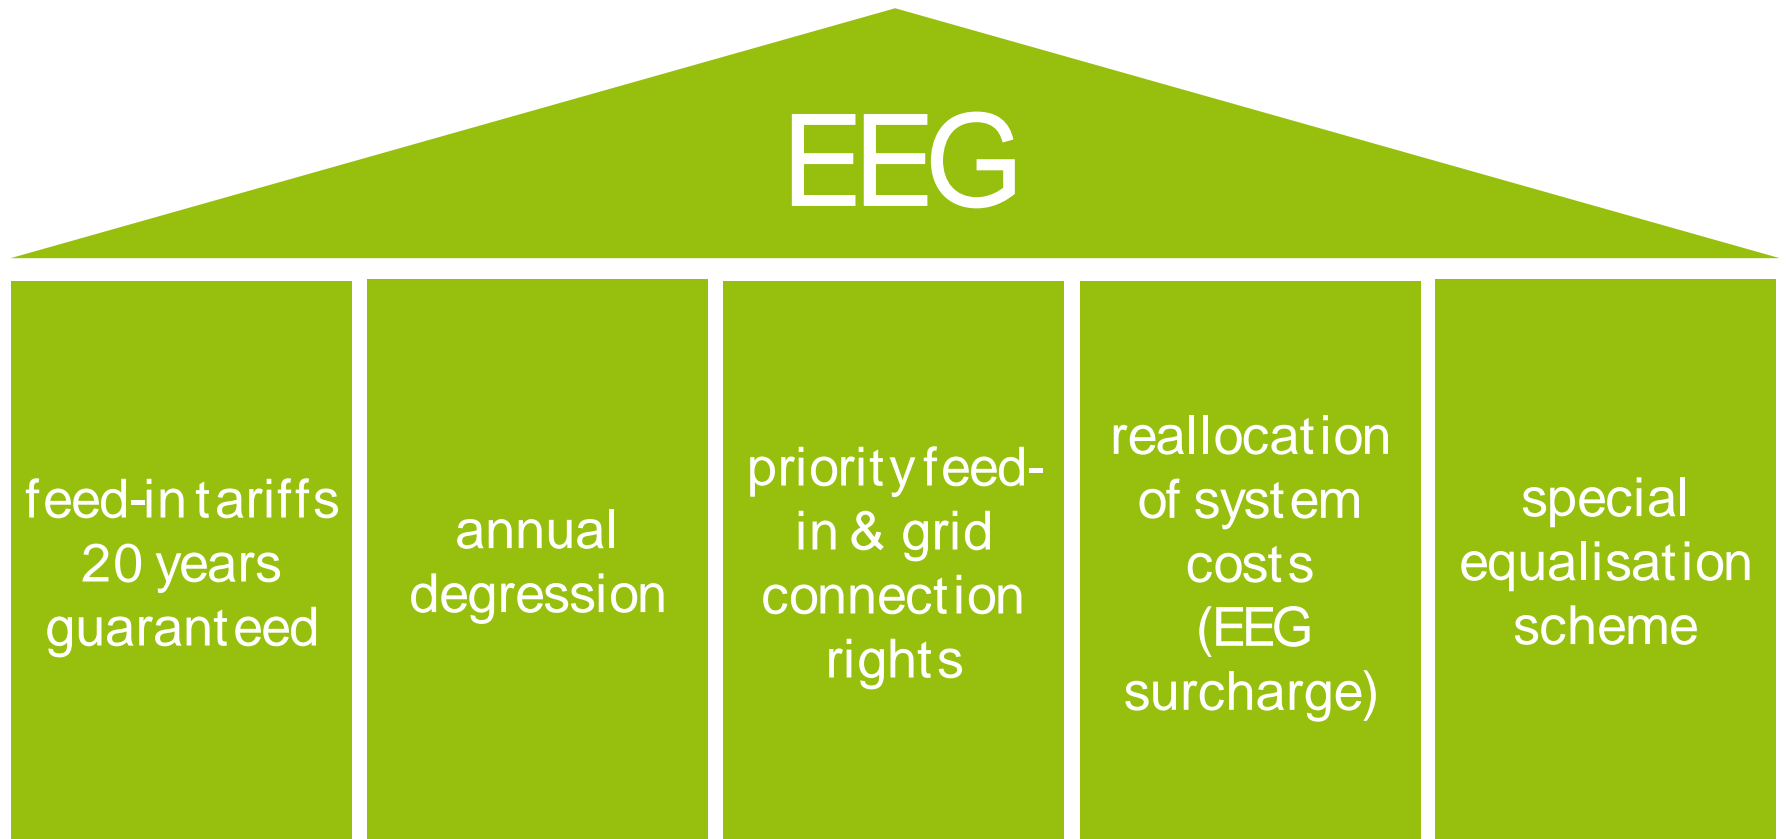 EEG
feed-in tariffs
20 years
guaranteed
annual
degression
priority feed-
in & grid
connection
rights
reallocation
of system
costs
(EEG
surcharge)
special
equalisation
scheme